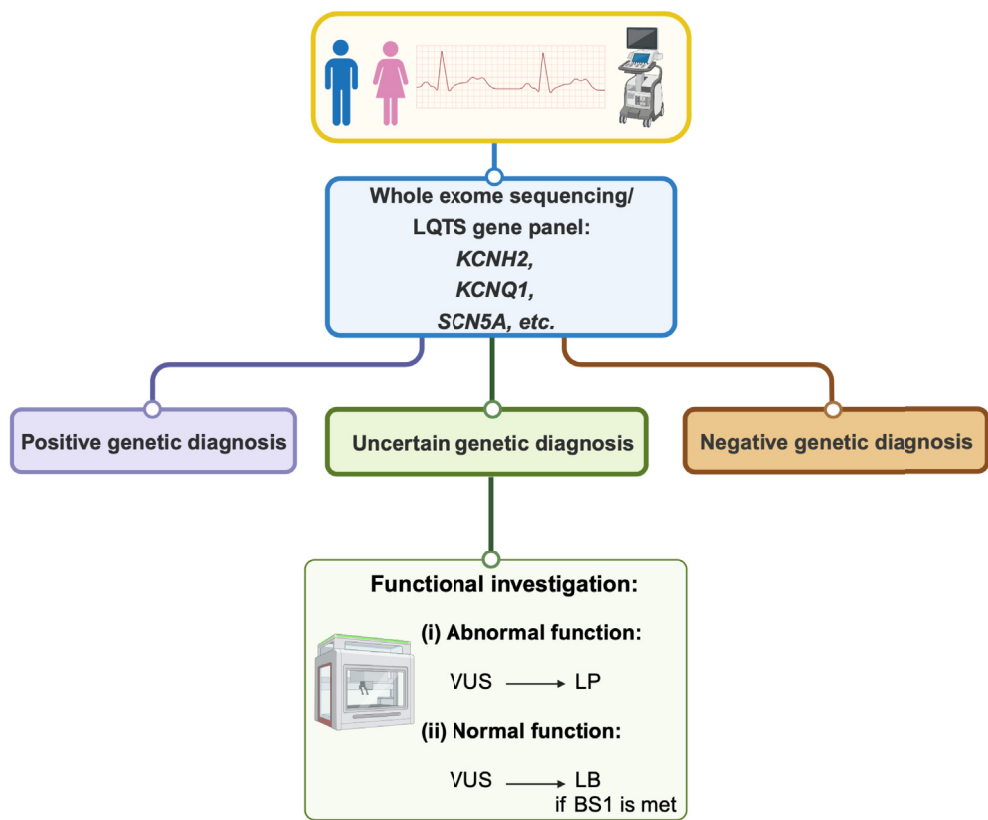 Whole exome sequencing/
LQTS gene panel:
KCNH2,
KCNQ1,
SCN5A, etc.
Positive genetic diagnosis
Uncertain genetic diagnosis
Negative genetic diagnosis
Functional investigation:
(i) Abnormal function:
VUS → LP
(ii) Normal function:
VUS → LB
if BS1 is met